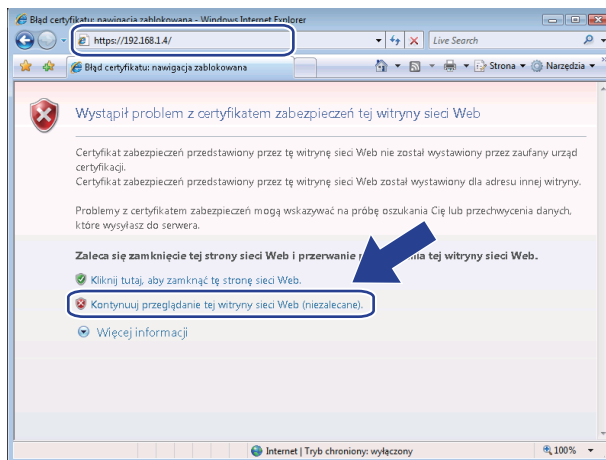 Błąd certyfikatu: nawigacja zablokowana - Windows Internet Explorer
https://192.168.1.4/
Live Search
Błąd certyfikatu: nawigacja zablokowana
Strona
Narzędzia
Wystąpił problem z certyfikatem zabezpieczeń tej witryny sieci Web
Certyfikat zabezpieczeń przedstawiony przez tę witrynę sieci Web nie został wystawiony przez zaufany urząd
certyfikacji.
Certyfikat zabezpieczeń przedstawiony przez tę witrynę sieci Web został wystawiony dla adresu innej witryny.
Problemy z certyfikatem zabezpieczeń mogą wskazywać na próbę oszukania Cię lub przechwycenia danych,
które wysyłasz do serwera.
Zaleca się zamknięcie tej strony sieci Web i przerwanie tej witryny sieci Web.
Kliknij tutaj, aby zamknąć tę stronę sieci Web.
Kontynuuj przeglądanie tej witryny sieci Web (niezalecane).
Więcej informacji
Internet | Tryb chroniony: wyłączony
100%